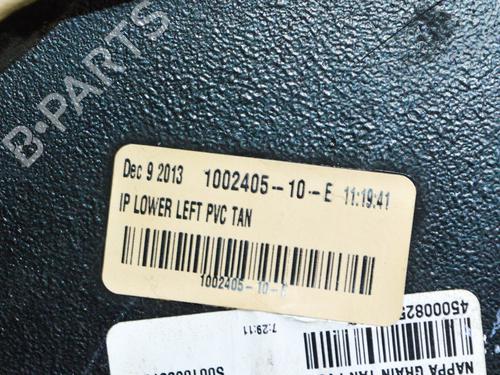 B-PARTS
Dec 9 2013 1002405-10-E 11:19:41
IP LOWER LEFT PVC TAN
1002405-10-E
7:29:11
NAPPA GRAIN TAN